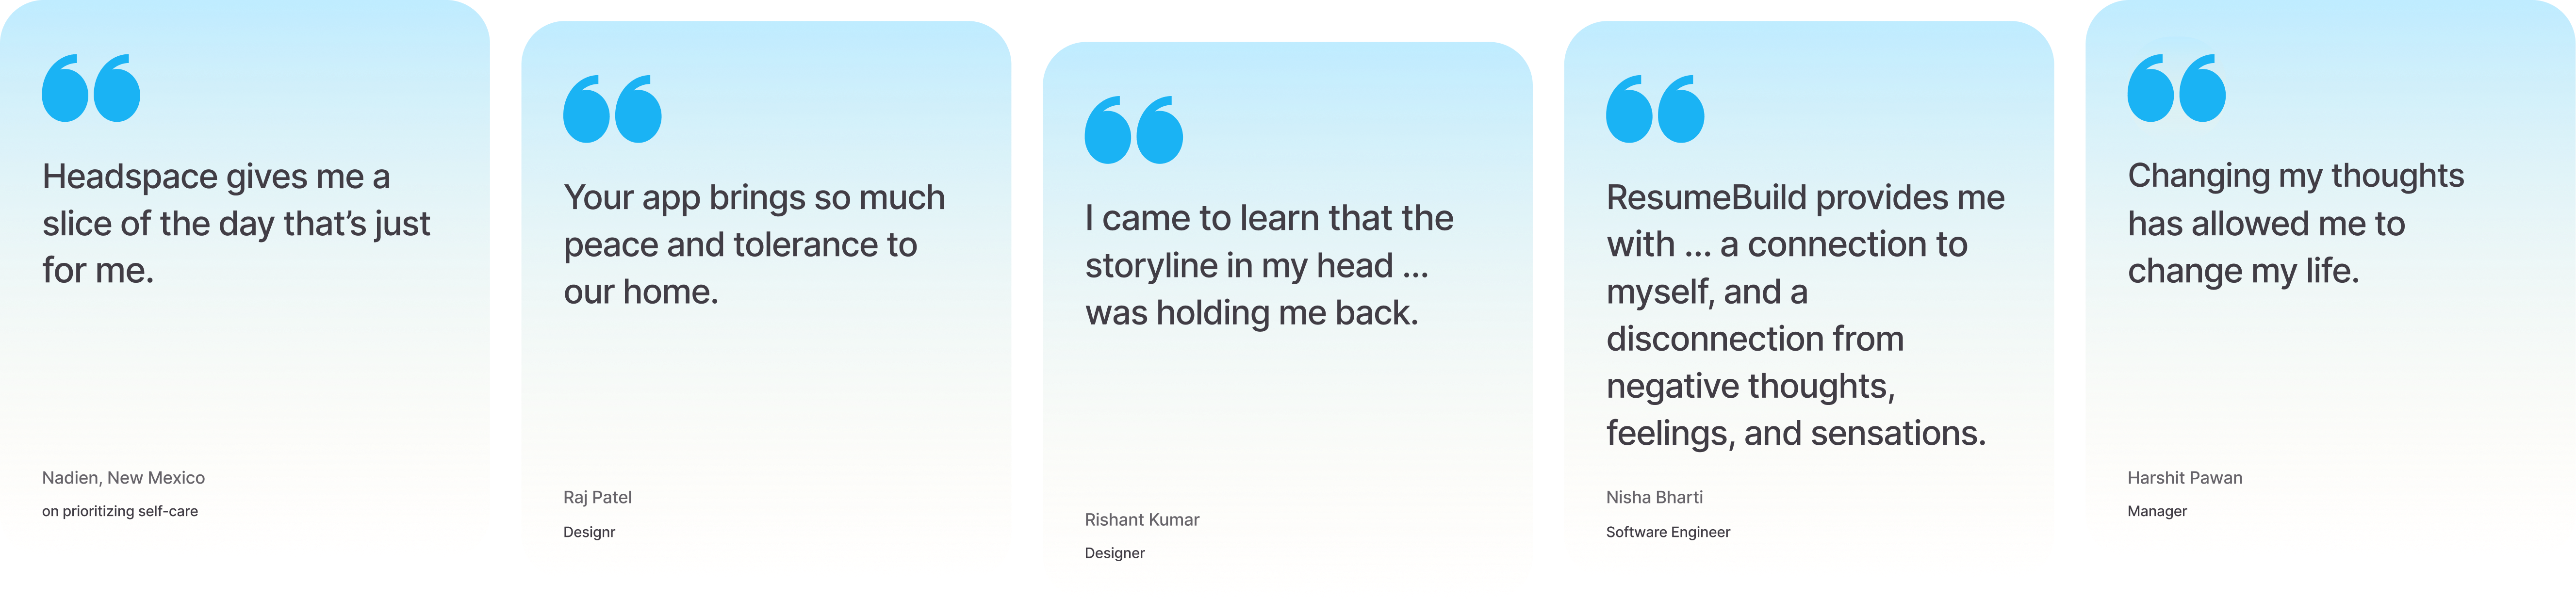 Headspace gives me a
slice of the day that’s just
for me.
Nadien, New Mexico
on prioritizing self-care
Your app brings so much
peace and tolerance to
our home.
Raj Patel
Designr
I came to learn that the
storyline in my head ...
was holding me back.
Rishant Kumar
Designer
ResumeBuild provides me
with ... a connection to
myself, and a
disconnection from
negative thoughts,
feelings, and sensations.
Nisha Bharti
Software Engineer
Changing my thoughts
has allowed me to
change my life.
Harshit Pawan
Manager